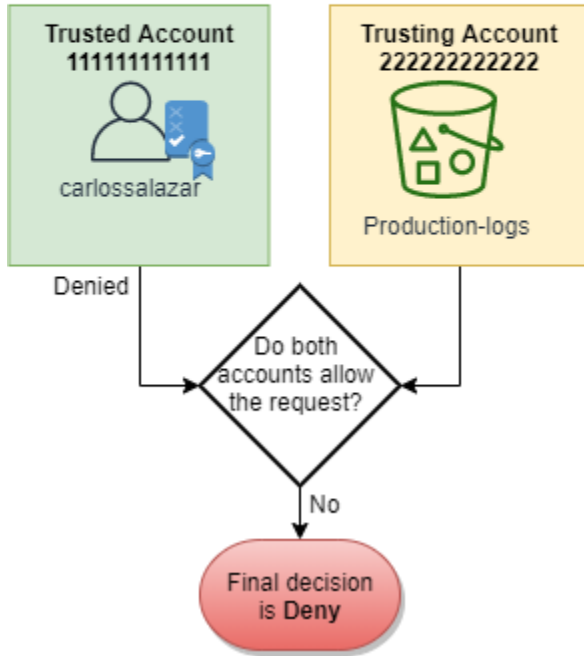 Trusted Account
111111111111
carlossalazar
Trusting Account
222222222222
Production-logs
Denied
Do both
accounts allow
the request?
No
Final decision
is Deny